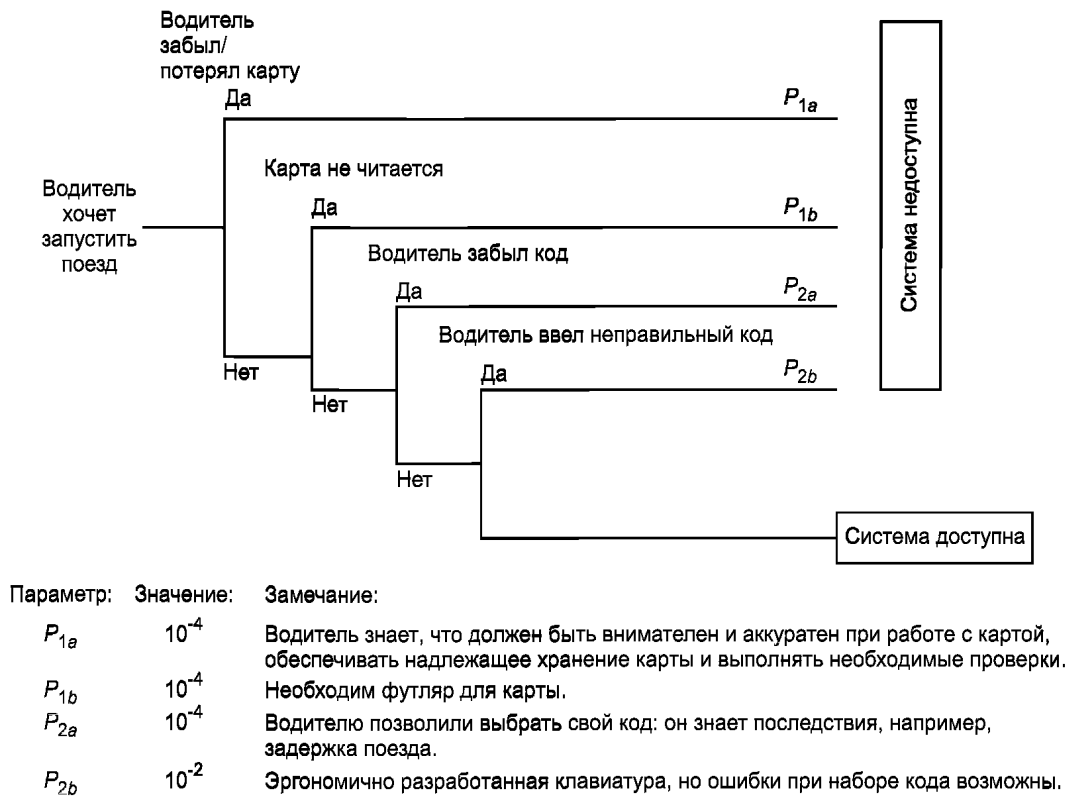 Водитель
забыл/
потерял карту
Да
P1a
Карта не читается
Водитель
хочет
запустить
поезд
Да
P1b
Водитель забыл код
Да
P2a
Водитель ввел неправильный код
Нет
Да
P2b
Нет
Нет
Система недоступна
Система доступна
Параметр: Значение: Замечание:
P1a 10-4 Водитель знает, что должен быть внимателен и аккуратен при работе с картой,
обеспечивать надлежащее хранение карты и выполнять необходимые проверки.
P1b 10-4 Необходим футляр для карты.
P2a 10-4 Водителю позволили выбрать свой код: он знает последствия, например,
задержка поезда.
P2b 10-2 Эргономично разработанная клавиатура, но ошибки при наборе кода возможны.